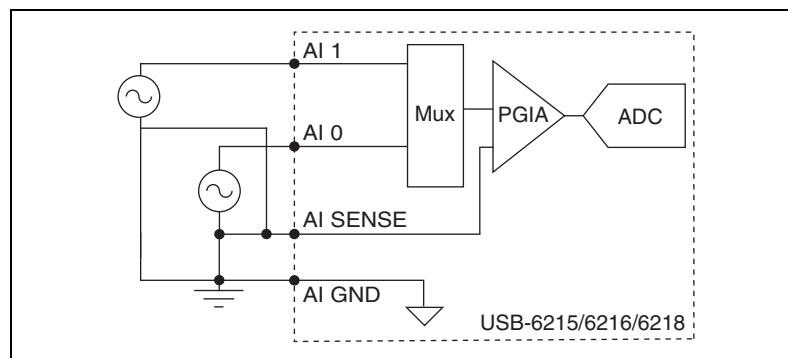 AI 1
Mux
PGIA
ADC
AI 0
AI SENSE
AI GND
USB-6215/6216/6218